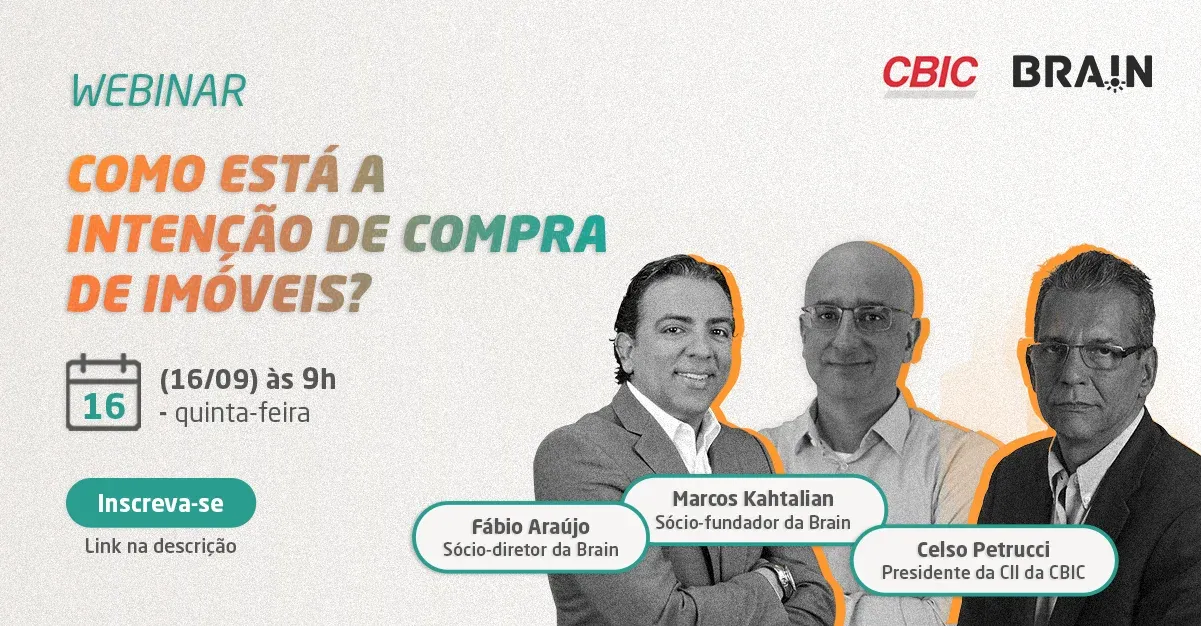 WEBINAR
CBIC BRA!N
COMO ESTÁ A
INTENÇÃO DE COMPRA
DE IMÓVEIS?
16
(16/09) às 9h
- quinta-feira
Inscreva-se
Link na descrição
Fábio Araújo
Sócio-diretor da Brain
Marcos Kahtalian
Sócio-fundador da Brain
Celso Petrucci
Presidente da CII da CBIC